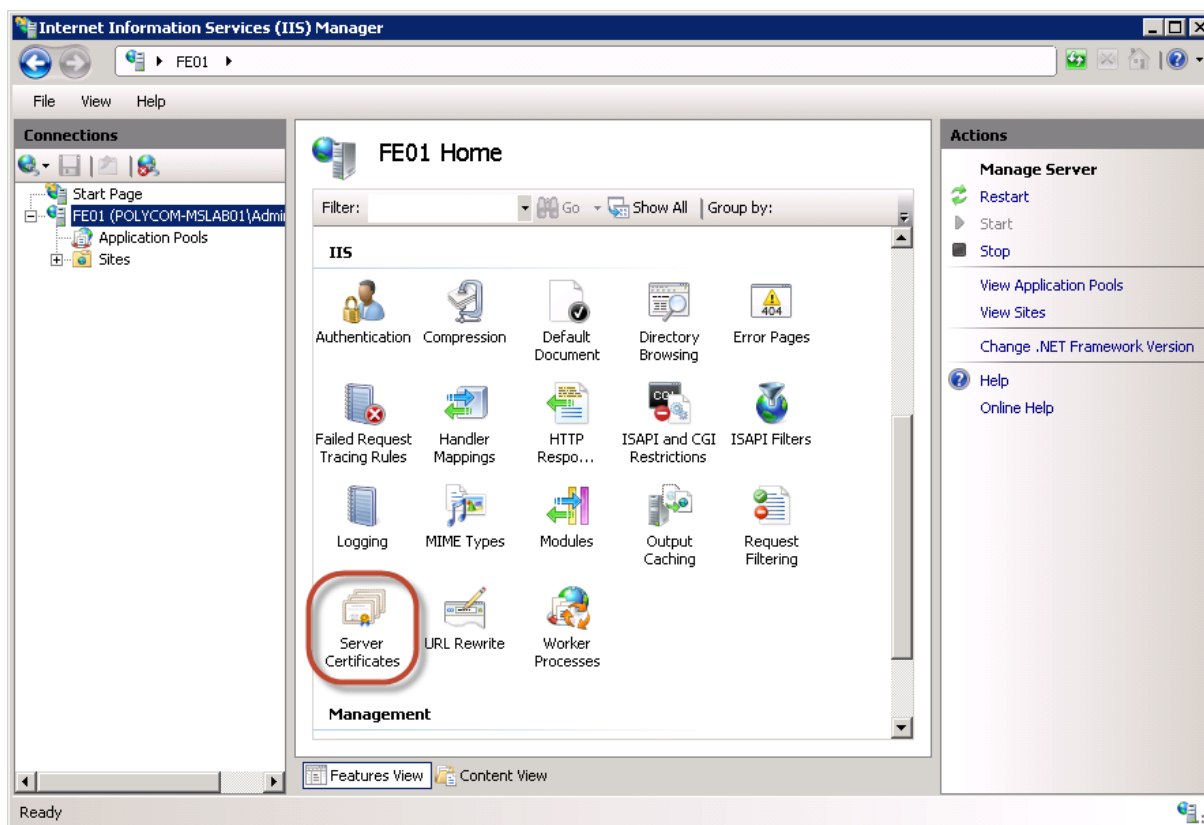 Internet Information Services (IIS) Manager
FE01
File View Help
Connections
Start Page
FE01 (POLYCOM-MSLAB01\Admi
Application Pools
Sites
FE01 Home
Filter: Go Show All Group by:
IIS
Authentication Compression Default Document Directory Browsing Error Pages
Failed Request Tracing Rules Handler Mappings HTTP Respo... ISAPI and CGI Restrictions ISAPI Filters
Logging MIME Types Modules Output Caching Request Filtering
Server Certificates URL Rewrite Worker Processes
Management
Features View Content View
Actions
Manage Server
Restart
Start
Stop
View Application Pools
View Sites
Change .NET Framework Version
Help
Online Help
Ready